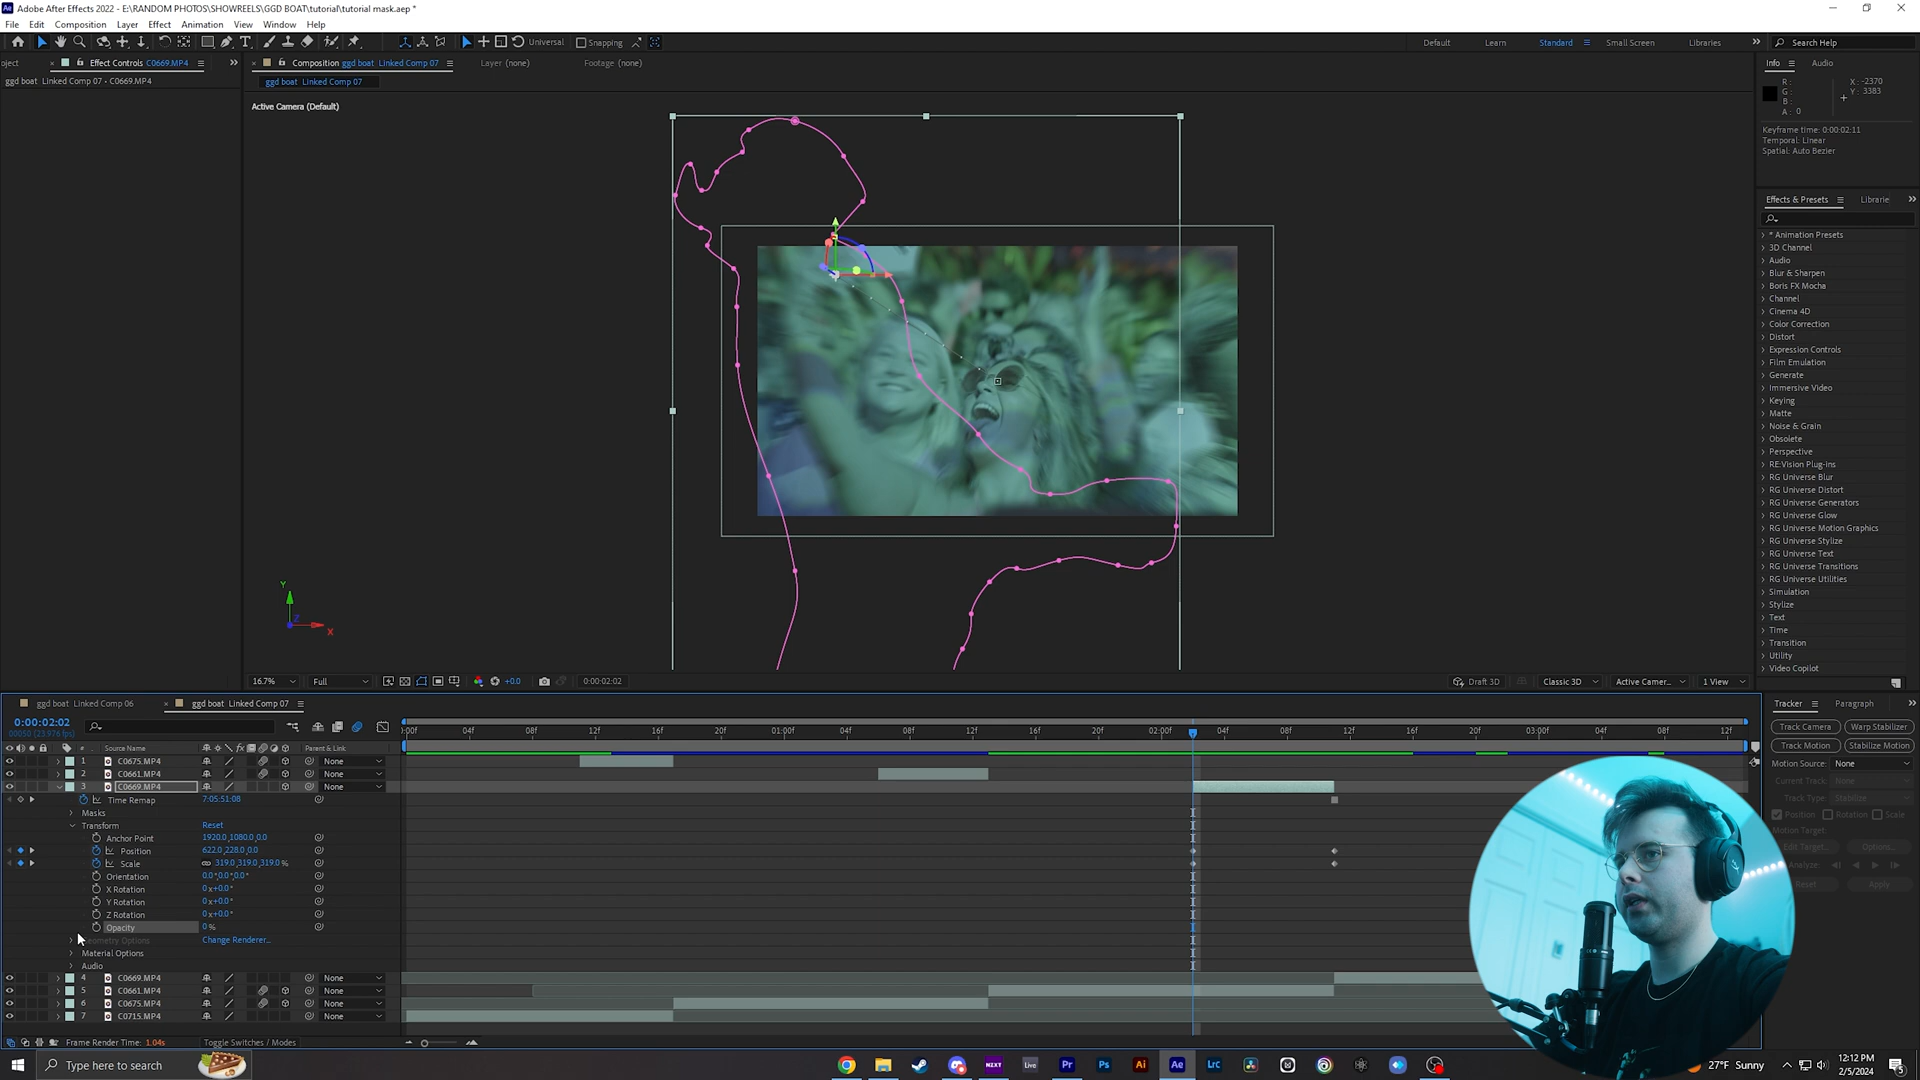 Adobe After Effects 2022 - E:\RANDOM PHOTOS\SHOWREELS\GGD BOAT\tutorial\tutorial mask.aep *
File Edit Composition Layer Effect Animation View Window Help
Universal Snapping Default Learn Standard Small Screen Libraries Search Help
oject Effect Controls C0669.MP4 Composition ggd boat Linked Comp 07 Layer (none) Footage (none) Info Audio
ggd boat Linked Comp 07 • C0669.MP4 ggd boat Linked Comp 07
Active Camera (Default)
R: X: -2370
G: Y: 3383
B:
A: 0
Keyframe time: 0:00:02:11
Temporal: Linear
Spatial: Auto Bezier
Effects & Presets Librarie
* Animation Presets
3D Channel
Audio
Blur & Sharpen
Boris FX Mocha
Channel
Cinema 4D
Color Correction
Distort
Expression Controls
Film Emulation
Generate
Immersive Video
Keying
Matte
Noise & Grain
Obsolete
Perspective
RE:Vision Plug-ins
RG Universe Blur
RG Universe Distort
RG Universe Generators
RG Universe Glow
RG Universe Motion Graphics
RG Universe Stylize
RG Universe Text
RG Universe Transitions
RG Universe Utilities
Simulation
Stylize
Text
Time
Transition
Utility
Video Copilot
Y
Z
X
16.7% Full +0.0 0:00:02:02 Draft 3D Classic 3D Active Camer... 1 View
ggd boat Linked Comp 06 ggd boat Linked Comp 07 Tracker Paragraph
0:00:02:02
00050 (23.976 fps)
:00f 04f 08f 12f 16f 20f 01:00f 04f 08f 12f 16f 20f 02:00f 04f 08f 12f 16f 20f 03:00f 04f 08f 12f
Track Camera Warp Stabilizer
Track Motion Stabilize Motion
Motion Source: None
Current Track: None
Track Type: Stabilize
Position Rotation Scale
Motion Target:
Edit Target... Options...
Analyze:
Reset Apply
# Source Name Parent & Link
1 C0675.MP4 None
2 C0661.MP4 None
3 C0669.MP4 None
Time Remap 7:05:51:08
Masks
Transform Reset
Anchor Point 1920.0,1080.0,0.0
Position 622.0,228.0,0.0
Scale 319.0,319.0,319.0 %
Orientation 0.0°,0.0°,0.0°
X Rotation 0 x+0.0°
Y Rotation 0 x+0.0°
Z Rotation 0 x+0.0°
Opacity 0 %
Geometry Options Change Renderer...
Material Options
Audio
4 C0669.MP4 None
5 C0661.MP4 None
6 C0675.MP4 None
7 C0715.MP4 None
Frame Render Time: 1.04s Toggle Switches / Modes
Type here to search NZXT Live Pr Ps Ai Ae Lrc 27°F Sunny 12:12 PM
2/5/2024